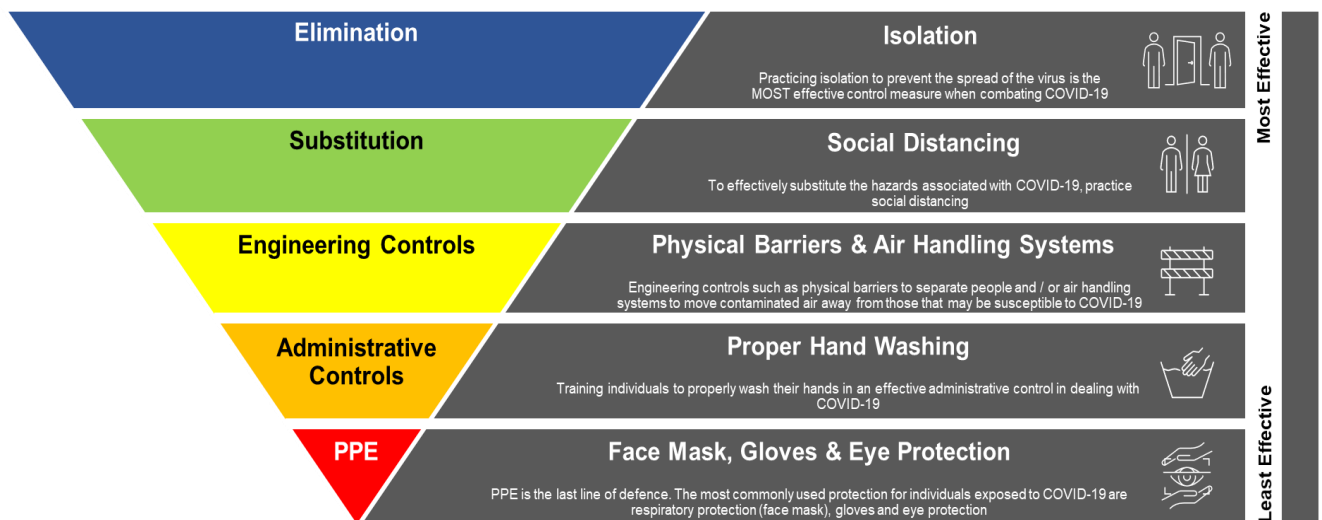 Elimination
Isolation
Practicing isolation to prevent the spread of the virus is the
MOST effective control measure when combating COVID-19
Most Effective
Substitution
Social Distancing
To effectively substitute the hazards associated with COVID-19, practice
social distancing
Engineering Controls
Physical Barriers & Air Handling Systems
Engineering controls such as physical barriers to separate people and / or air handling
systems to move contaminated air away from those that may be susceptible to COVID-19
Administrative
Controls
Proper Hand Washing
Training individuals to properly wash their hands in an effective administrative control in dealing with
COVID-19
PPE
Face Mask, Gloves & Eye Protection
PPE is the last line of defence. The most commonly used protection for individuals exposed to COVID-19 are
respiratory protection (face mask), gloves and eye protection
Least Effective